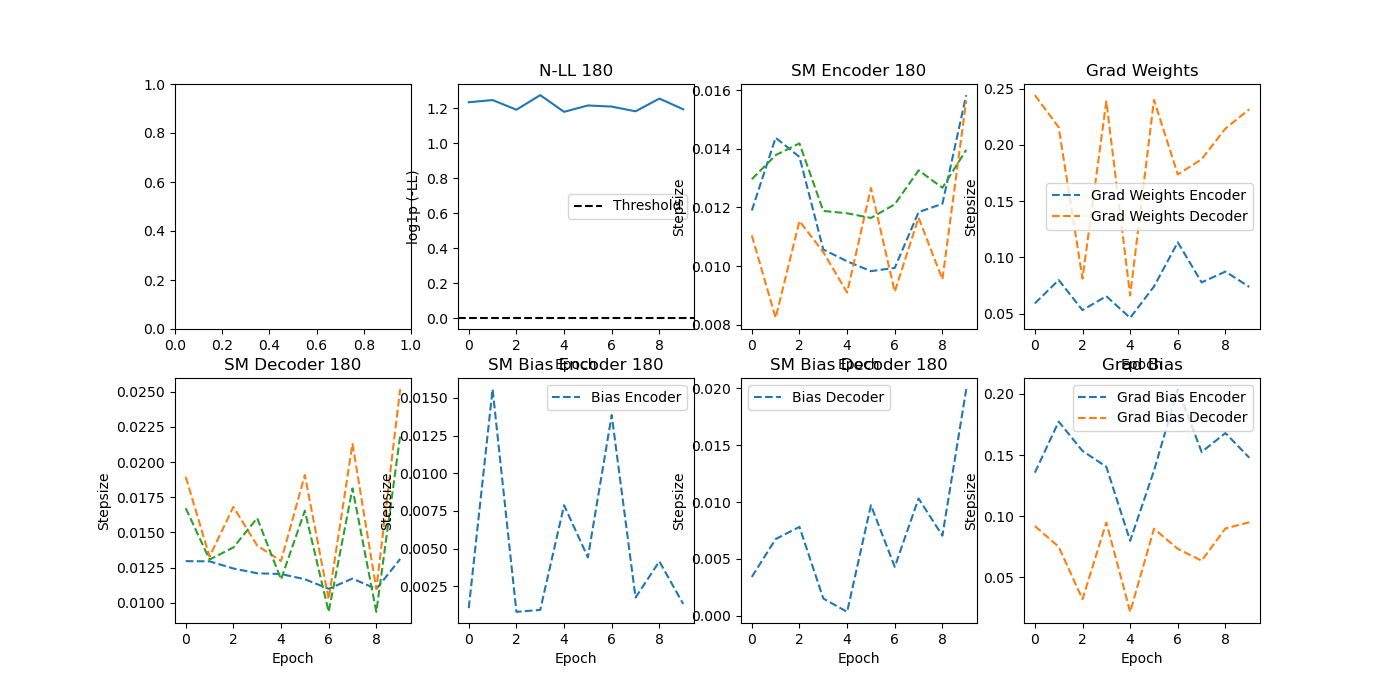 N-LL 180
SM Encoder 180
Grad Weights
1.0
0.8
0.6
0.4
0.2
0.0
0.0 0.2 0.4 0.6 0.8 1.0
log1p (-LL)
1.2
1.0
0.8
0.6
0.4
0.2
0.0
Threshold
0 2 4 6 8
Epoch
Stepsize
0.016
0.014
0.012
0.010
0.008
0 2 4 6 8
Epoch
Stepsize
0.25
0.20
0.15
0.10
0.05
Grad Weights Encoder
Grad Weights Decoder
0 2 4 6 8
Epoch
SM Decoder 180
SM Bias Encoder 180
SM Bias Decoder 180
Grad Bias
Stepsize
0.0250
0.0225
0.0200
0.0175
0.0150
0.0125
0.0100
0 2 4 6 8
Epoch
Stepsize
0.0150
0.0125
0.0100
0.0075
0.0050
0.0025
Bias Encoder
0 2 4 6 8
Epoch
Stepsize
0.020
0.015
0.010
0.005
0.000
Bias Decoder
0 2 4 6 8
Epoch
Stepsize
0.20
0.15
0.10
0.05
Grad Bias Encoder
Grad Bias Decoder
0 2 4 6 8
Epoch